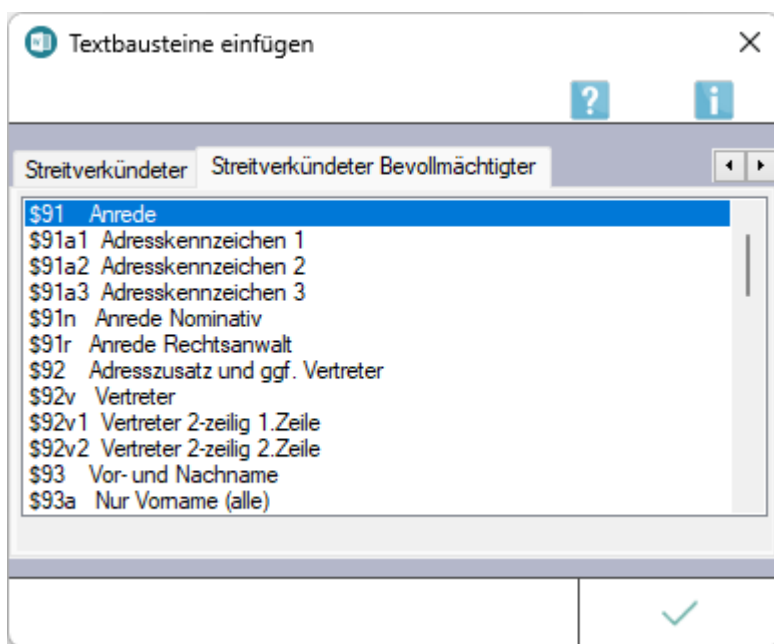 Textbausteine einfügen
Streitverkündeter Streitverkündeter Bevollmächtigter
$91 Anrede
$91a1 Adresskennzeichen 1
$91a2 Adresskennzeichen 2
$91a3 Adresskennzeichen 3
$91n Anrede Nominativ
$91r Anrede Rechtsanwalt
$92 Adresszusatz und ggf. Vertreter
$92v Vertreter
$92v1 Vertreter 2-zeilig 1.Zeile
$92v2 Vertreter 2-zeilig 2.Zeile
$93 Vor- und Nachname
$93a Nur Vorname (alle)